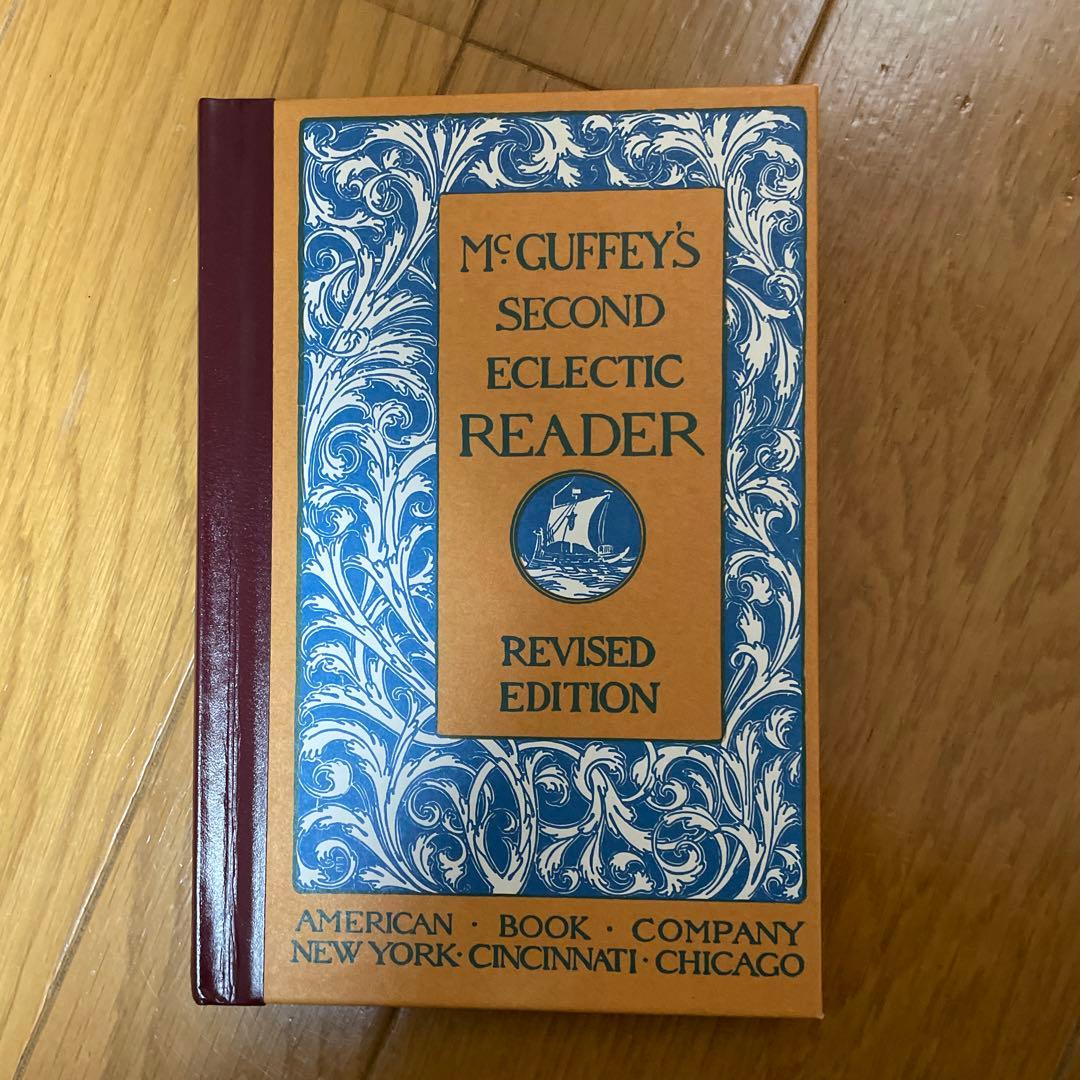 McGUFFEY'S
SECOND
ECLECTIC
READER
REVISED
EDITION
AMERICAN · BOOK · COMPANY
NEW YORK · CINCINNATI · CHICAGO